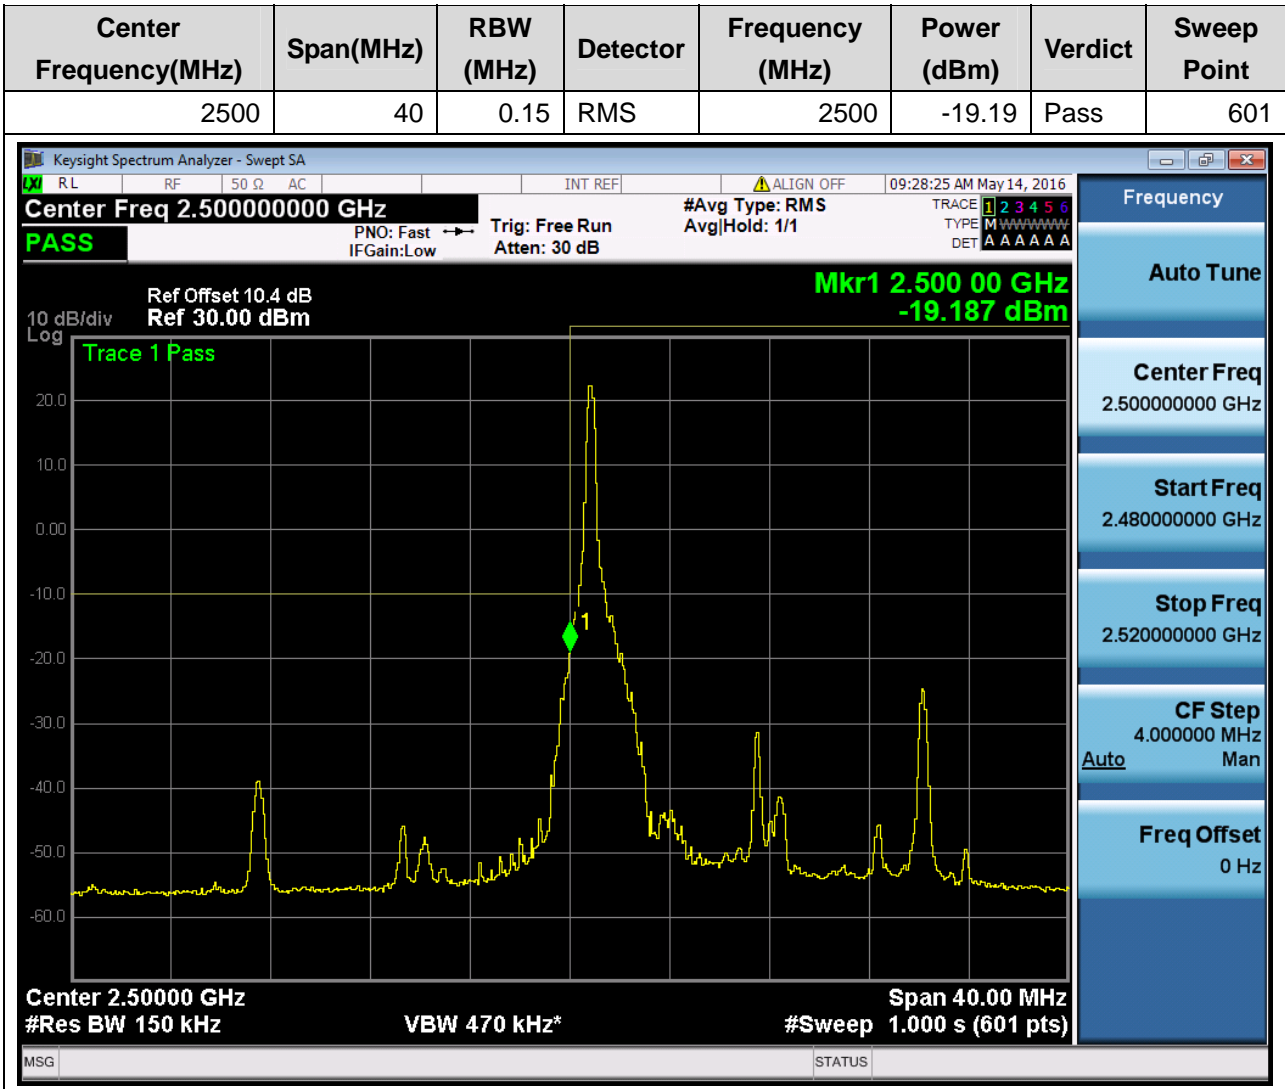 Center Frequency(MHz) Span(MHz) RBW (MHz) Detector Frequency (MHz) Power (dBm) Verdict Sweep Point
2500 40 0.15 RMS 2500 -19.19 Pass 601
Keysight Spectrum Analyzer - Swept SA
LXI RL RF 50 Ω AC INT REF ALIGN OFF 09:28:25 AM May 14, 2016
Center Freq 2.500000000 GHz
PASS
PNO: Fast
IFGain:Low
Trig: Free Run
Atten: 30 dB
#Avg Type: RMS
Avg|Hold: 1/1
TRACE 1 2 3 4 5 6
TYPE M W W W W W
DET A A A A A A
Mkr1 2.500 00 GHz
-19.187 dBm
Ref Offset 10.4 dB
10 dB/div Ref 30.00 dBm
Log
Trace 1 Pass
20.0
10.0
0.00
-10.0
1
-20.0
-30.0
-40.0
-50.0
-60.0
Center 2.50000 GHz Span 40.00 MHz
#Res BW 150 kHz VBW 470 kHz* #Sweep 1.000 s (601 pts)
MSG STATUS
Frequency
Auto Tune
Center Freq
2.500000000 GHz
Start Freq
2.480000000 GHz
Stop Freq
2.520000000 GHz
CF Step
4.000000 MHz
Auto Man
Freq Offset
0 Hz